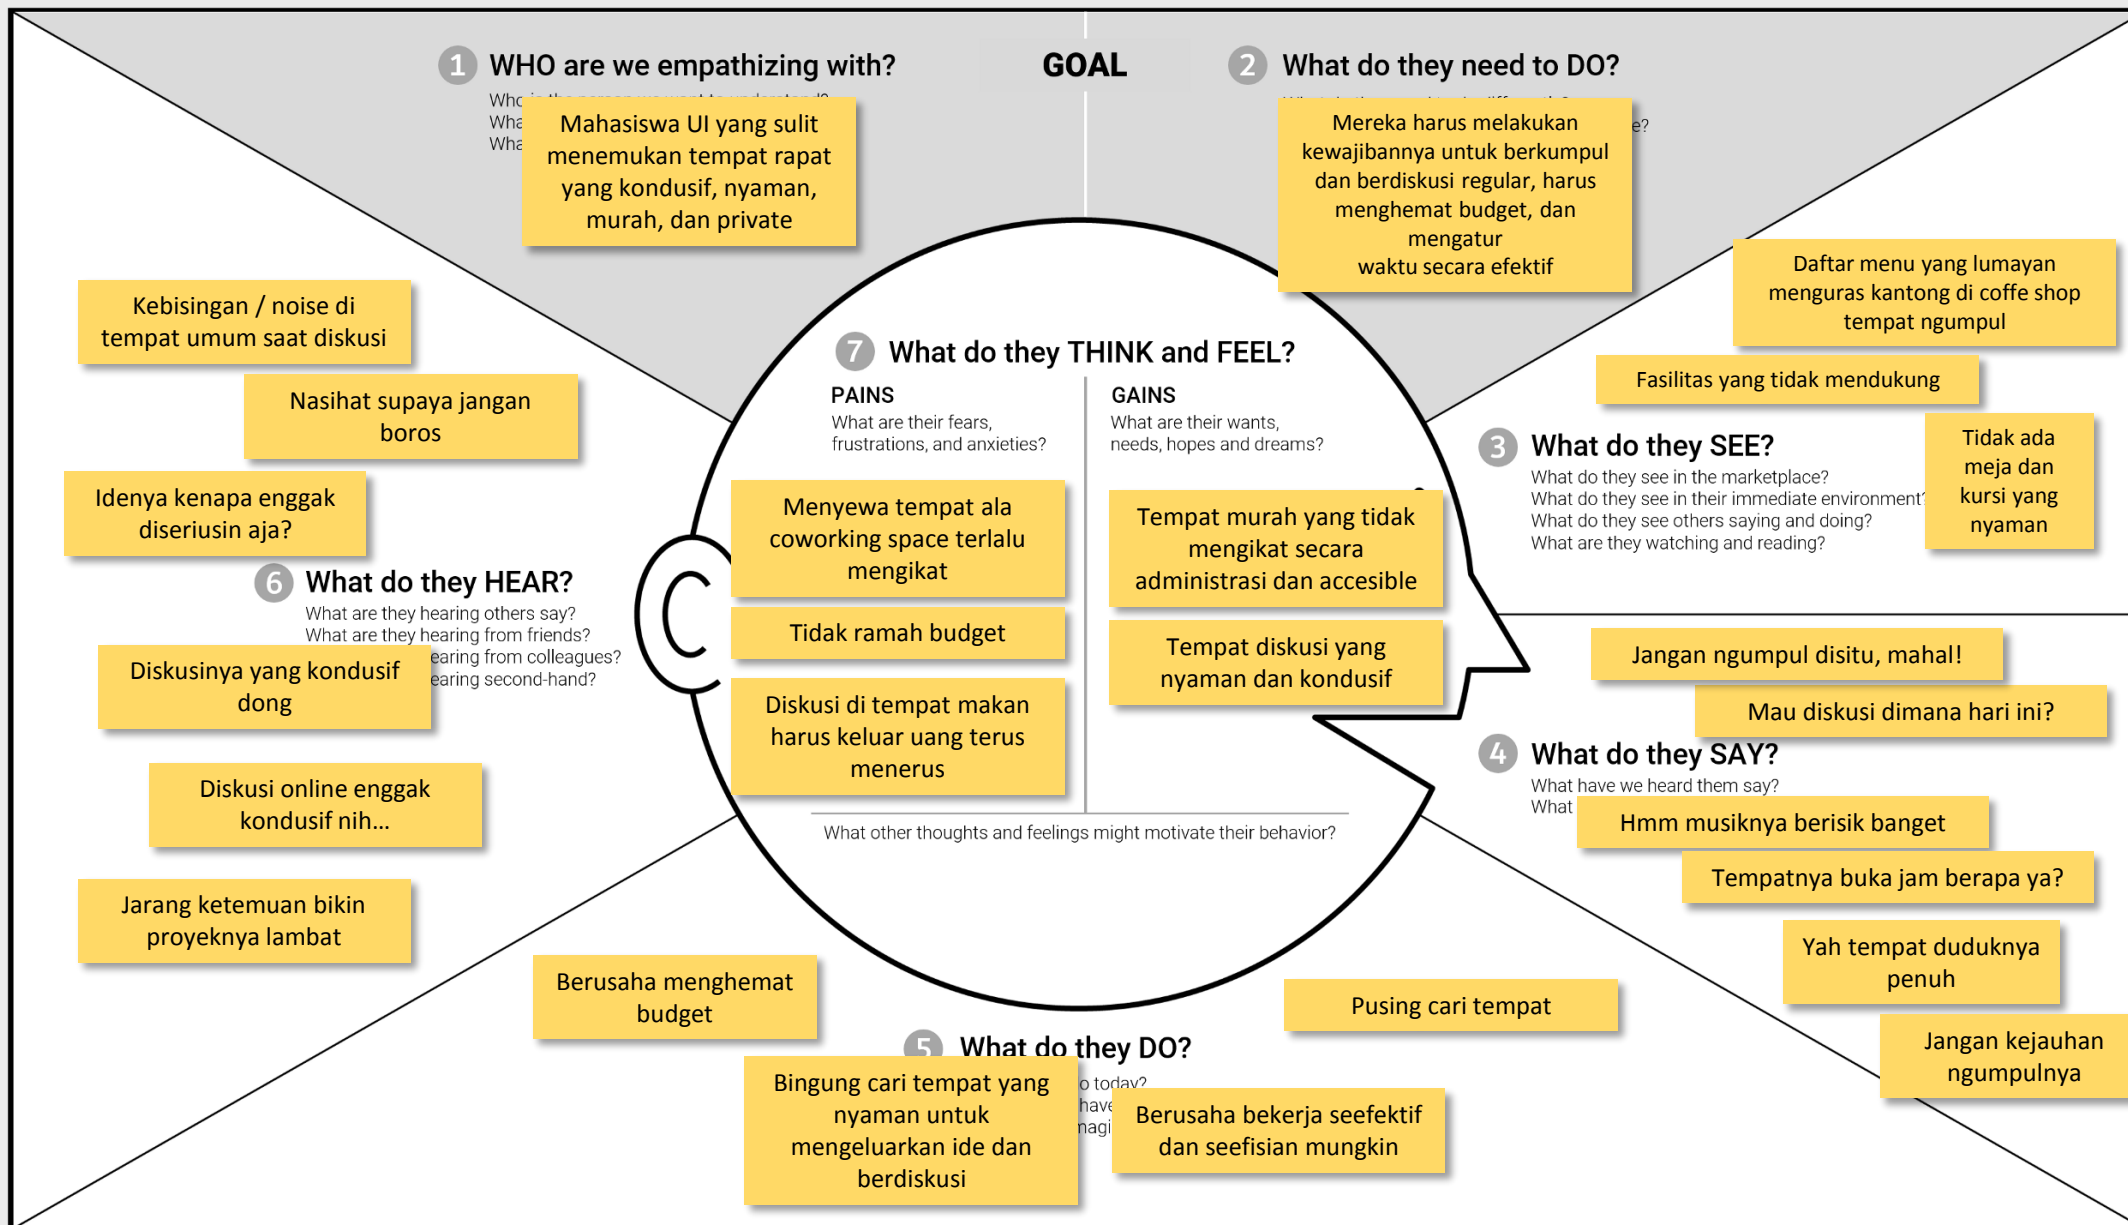 1 WHO are we empathizing with?
Mahasiswa UI yang sulit
menemukan tempat rapat
yang kondusif, nyaman,
murah, dan private
GOAL
2 What do they need to DO?
Mereka harus melakukan
kewajibannya untuk berkumpul
dan berdiskusi regular, harus
menghemat budget, dan
mengatur
waktu secara efektif
Daftar menu yang lumayan
menguras kantong di coffe shop
tempat ngumpul
Fasilitas yang tidak mendukung
3 What do they SEE?
What do they see in the marketplace?
What do they see in their immediate environment?
What do they see others saying and doing?
What are they watching and reading?
Tidak ada
meja dan
kursi yang
nyaman
Jangan ngumpul disitu, mahal!
Mau diskusi dimana hari ini?
4 What do they SAY?
What have we heard them say?
What
Hmm musiknya berisik banget
Tempatnya buka jam berapa ya?
Yah tempat duduknya
penuh
Jangan kejauhan
ngumpulnya
Berusaha menghemat
budget
Pusing cari tempat
5 What do they DO?
today?
Bingung cari tempat yang
nyaman untuk
mengeluarkan ide dan
berdiskusi
Berusaha bekerja seefektif
dan seefisian mungkin
Kebisingan / noise di
tempat umum saat diskusi
Nasihat supaya jangan
boros
Idenya kenapa enggak
diseriusin aja?
6 What do they HEAR?
What are they hearing others say?
What are they hearing from friends?
earing from colleagues?
earing second-hand?
Diskusinya yang kondusif
dong
Diskusi online enggak
kondusif nih...
Jarang ketemuan bikin
proyeknya lambat
7 What do they THINK and FEEL?
PAINS
What are their fears,
frustrations, and anxieties?
Menyewa tempat ala
coworking space terlalu
mengikat
Tidak ramah budget
Diskusi di tempat makan
harus keluar uang terus
menerus
GAINS
What are their wants,
needs, hopes and dreams?
Tempat murah yang tidak
mengikat secara
administrasi dan accesible
Tempat diskusi yang
nyaman dan kondusif
What other thoughts and feelings might motivate their behavior?